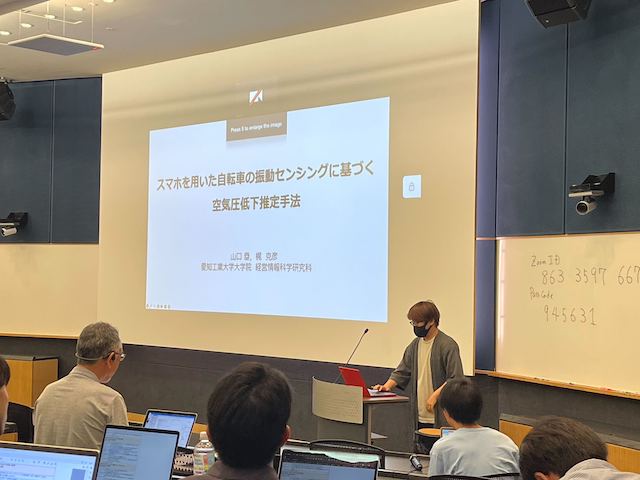 Press S to enlarge the image
スマホを用いた自転車の振動センシングに基づく
空気圧低下推定手法
山口 塁, 梶 克彦
愛知工業大学大学院 経営情報科学研究科
Zoom ID
863 3597 667
PassCode
945631